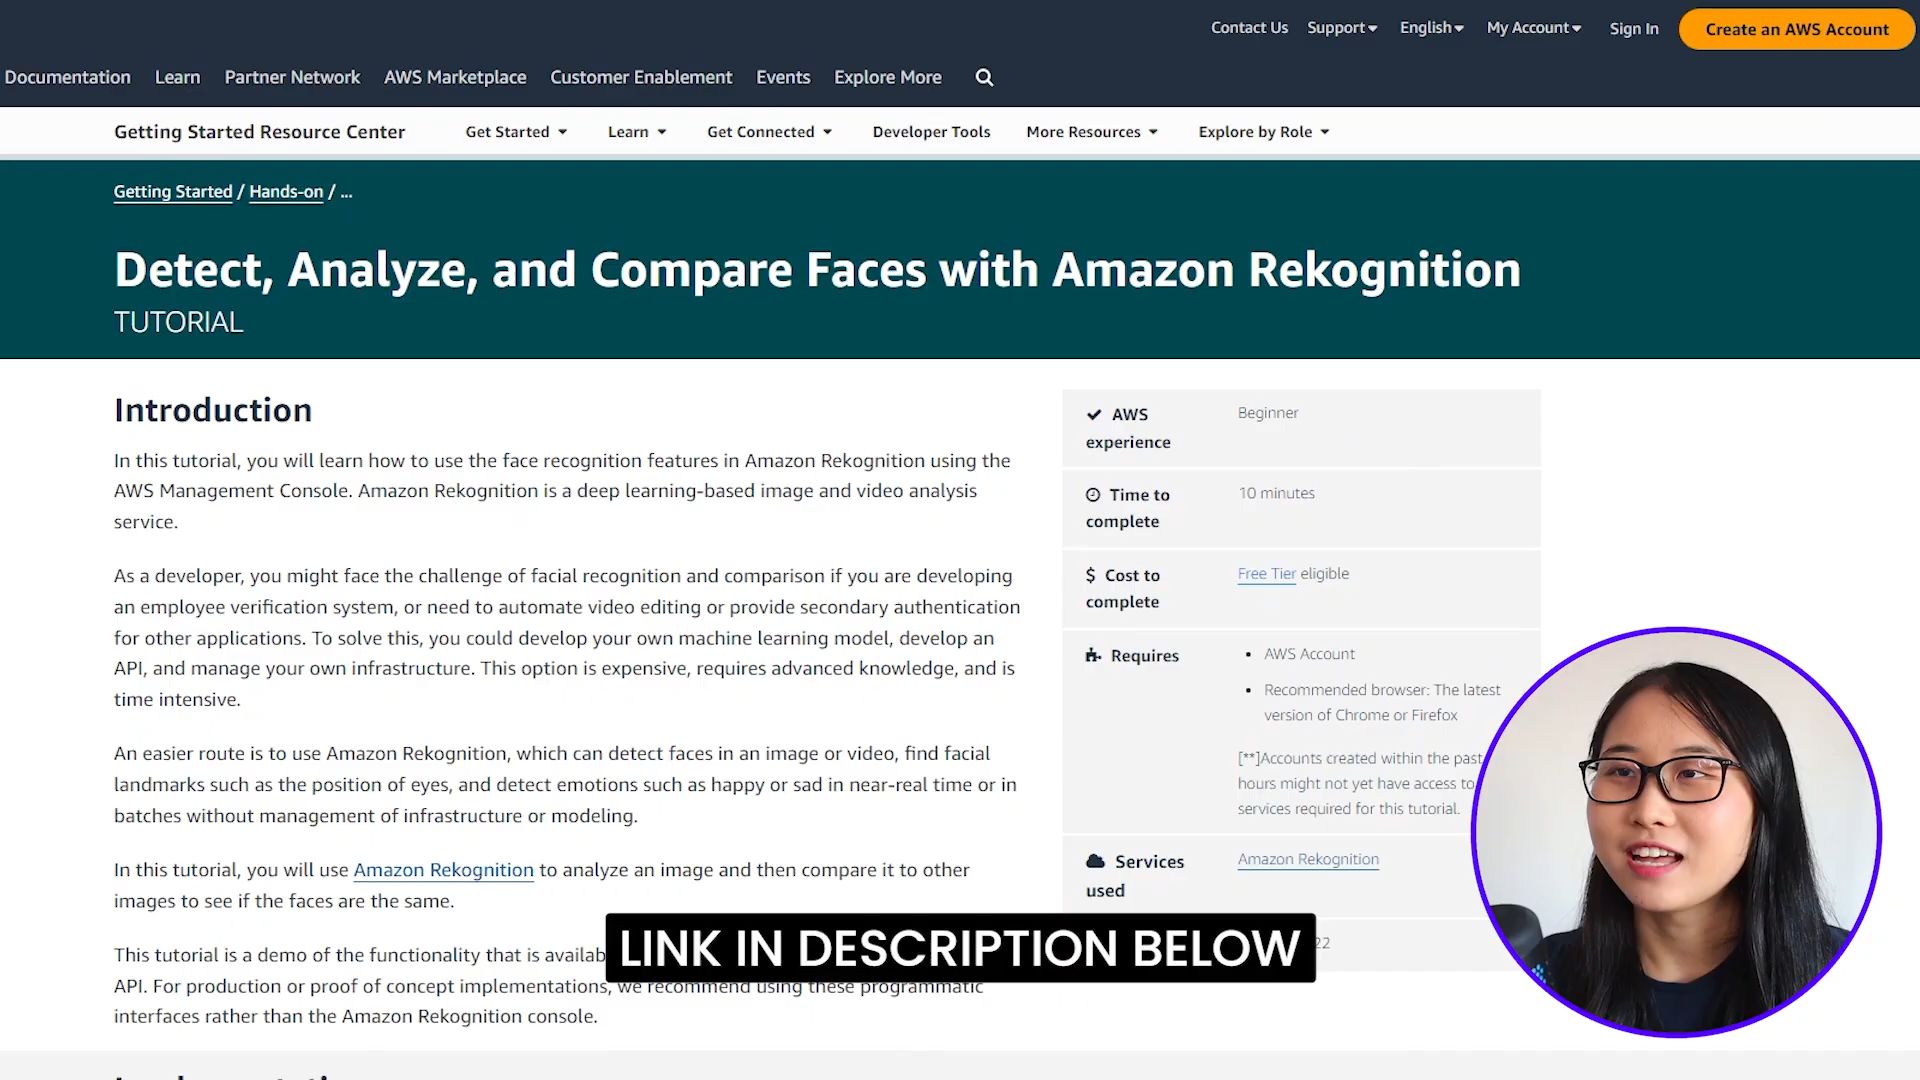 Contact Us Support English My Account Sign In Create an AWS Account
Documentation Learn Partner Network AWS Marketplace Customer Enablement Events Explore More
Getting Started Resource Center Get Started Learn Get Connected Developer Tools More Resources Explore by Role
Getting Started / Hands-on / ...
Detect, Analyze, and Compare Faces with Amazon Rekognition
TUTORIAL
Introduction
In this tutorial, you will learn how to use the face recognition features in Amazon Rekognition using the
AWS Management Console. Amazon Rekognition is a deep learning-based image and video analysis
service.
As a developer, you might face the challenge of facial recognition and comparison if you are developing
an employee verification system, or need to automate video editing or provide secondary authentication
for other applications. To solve this, you could develop your own machine learning model, develop an
API, and manage your own infrastructure. This option is expensive, requires advanced knowledge, and is
time intensive.
An easier route is to use Amazon Rekognition, which can detect faces in an image or video, find facial
landmarks such as the position of eyes, and detect emotions such as happy or sad in near-real time or in
batches without management of infrastructure or modeling.
In this tutorial, you will use Amazon Rekognition to analyze an image and then compare it to other
images to see if the faces are the same.
This tutorial is a demo of the functionality that is
API. For production or proof of concept implementations, we recommend using these programmatic
interfaces rather than the Amazon Rekognition console.
AWS experience
Beginner
Time to complete
10 minutes
$ Cost to complete
Free Tier eligible
Requires
• AWS Account
• Recommended browser: The latest
version of Chrome or Firefox
[**]Accounts created within the past
hours might not yet have access to
services required for this tutorial.
Services used
Amazon Rekognition
LINK IN DESCRIPTION BELOW